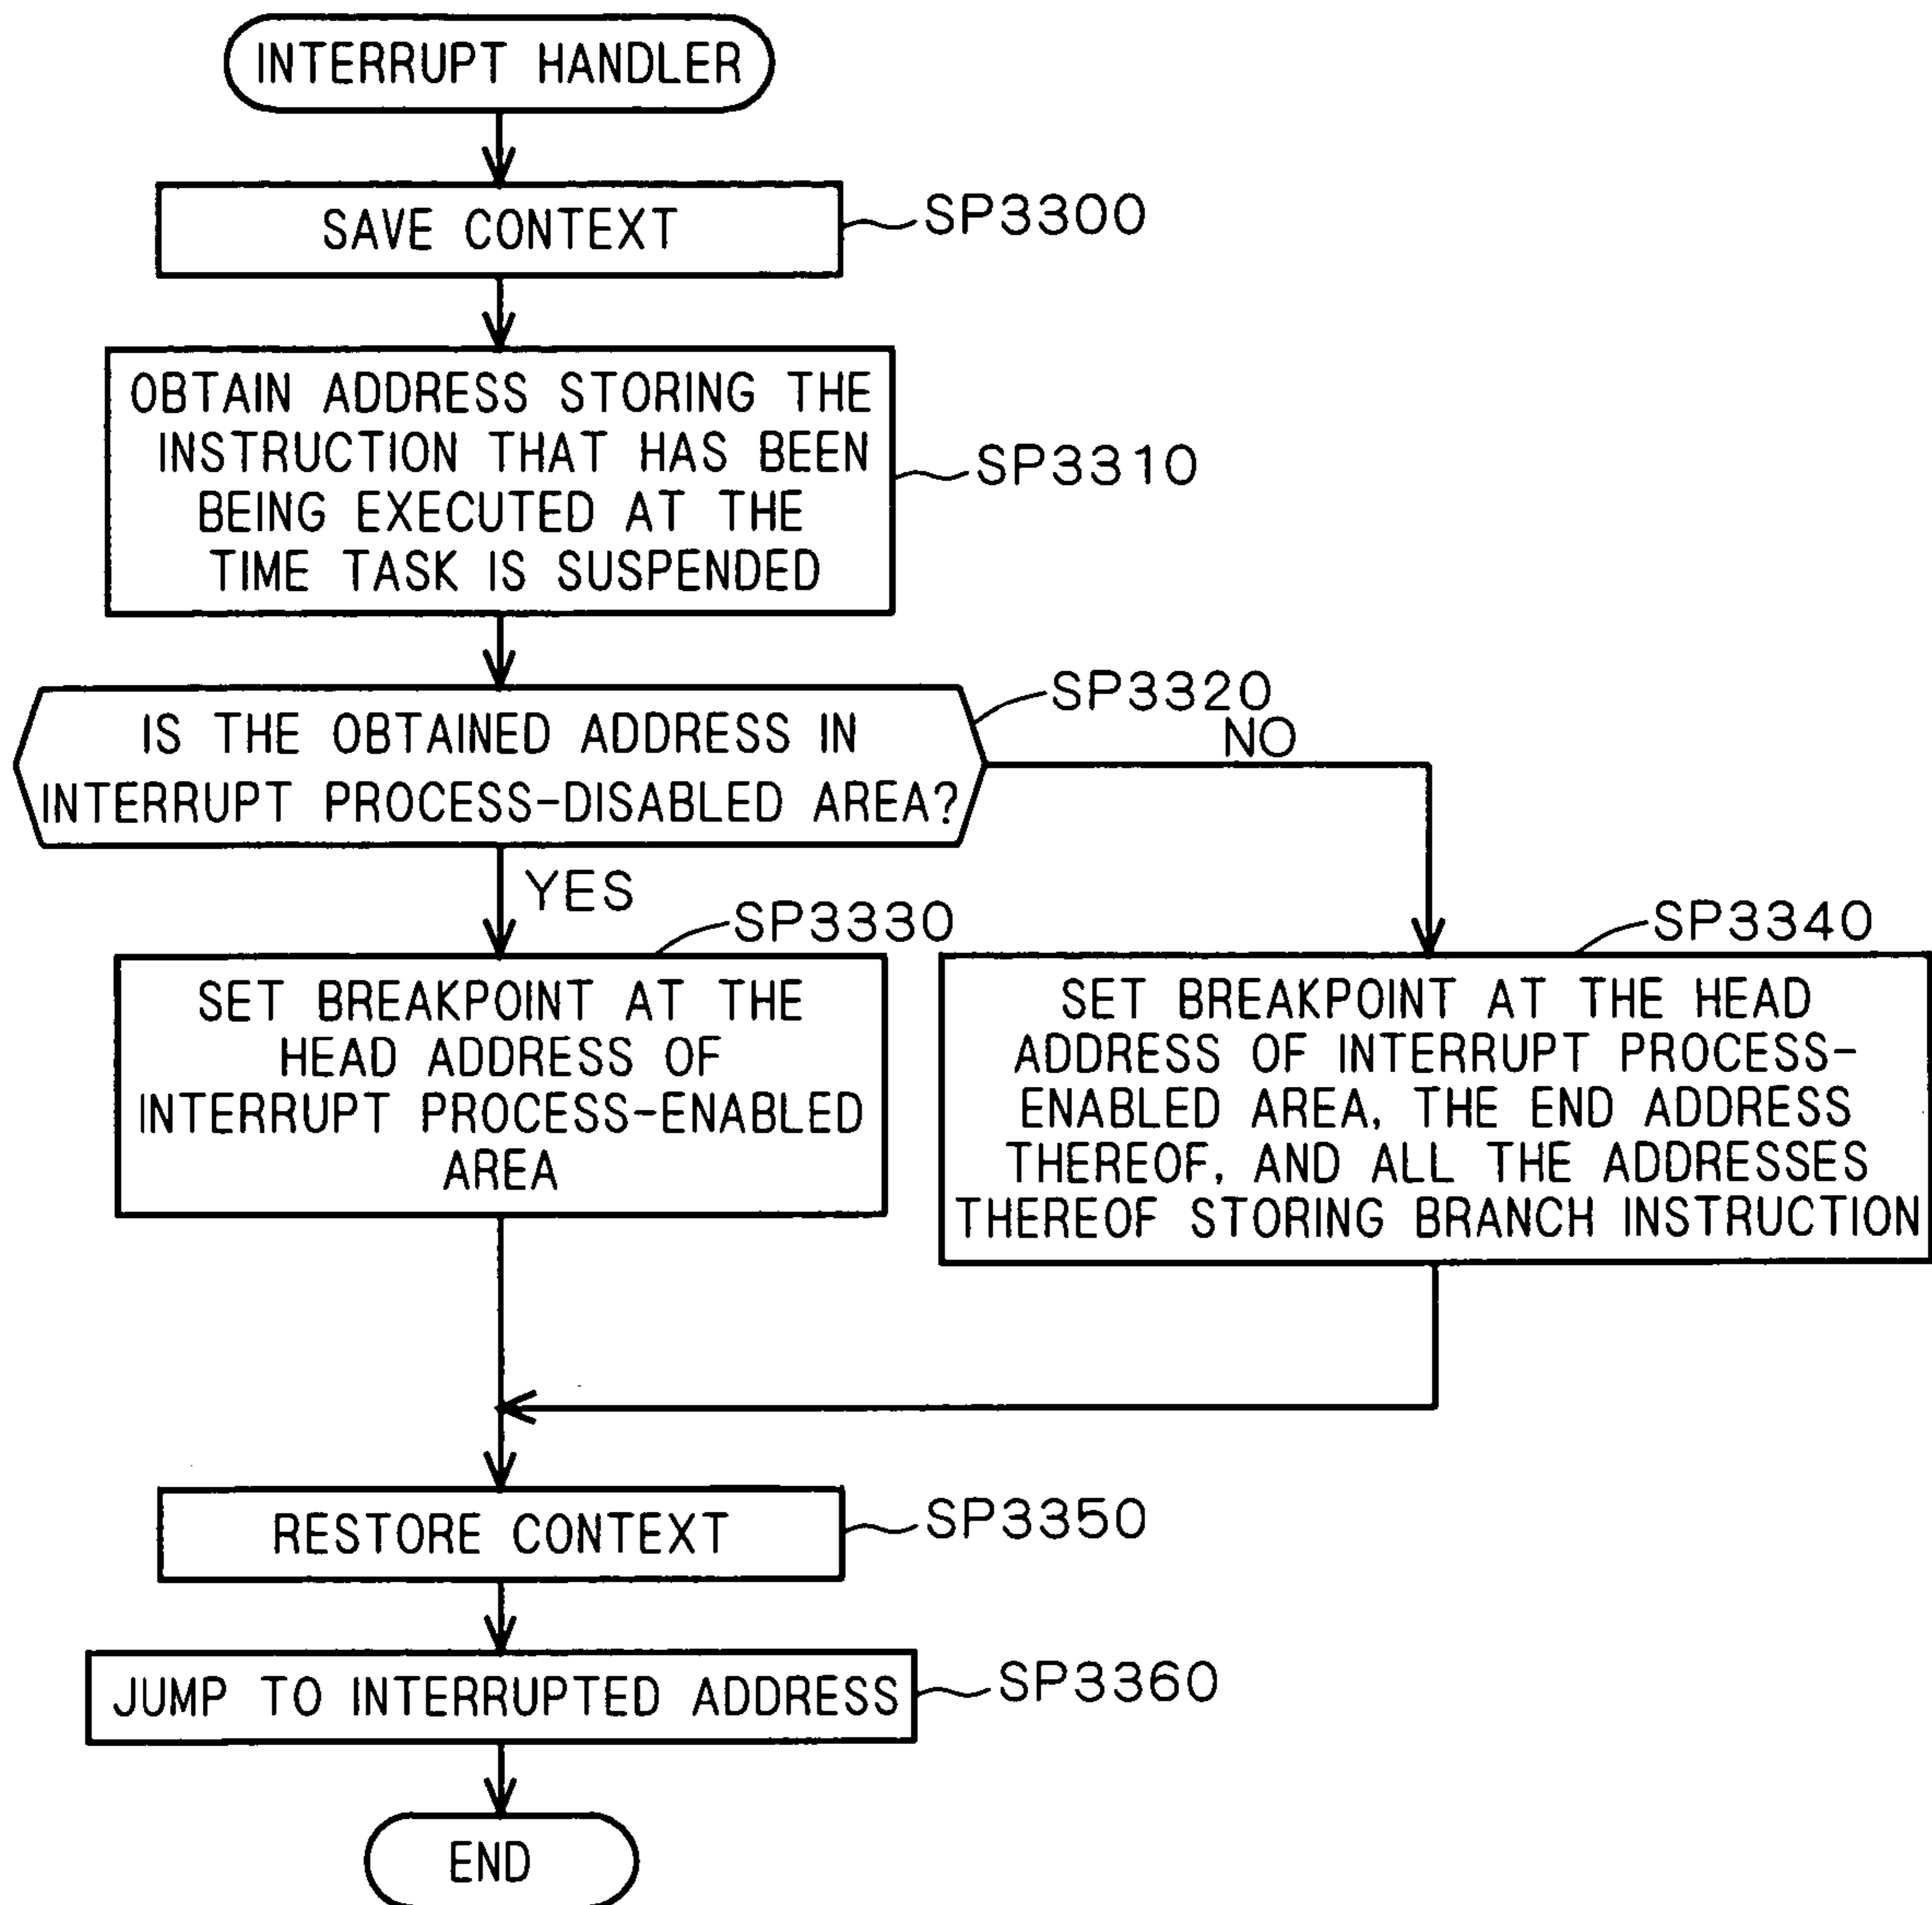 INTERRUPT HANDLER
SAVE CONTEXT
SP3300
OBTAIN ADDRESS STORING THE
INSTRUCTION THAT HAS BEEN
BEING EXECUTED AT THE
TIME TASK IS SUSPENDED
SP3310
IS THE OBTAINED ADDRESS IN
INTERRUPT PROCESS-DISABLED AREA?
SP3320
NO
YES
SP3330
SET BREAKPOINT AT THE
HEAD ADDRESS OF
INTERRUPT PROCESS-ENABLED
AREA
SP3340
SET BREAKPOINT AT THE HEAD
ADDRESS OF INTERRUPT PROCESS-
ENABLED AREA, THE END ADDRESS
THEREOF, AND ALL THE ADDRESSES
THEREOF STORING BRANCH INSTRUCTION
RESTORE CONTEXT
SP3350
JUMP TO INTERRUPTED ADDRESS
SP3360
END